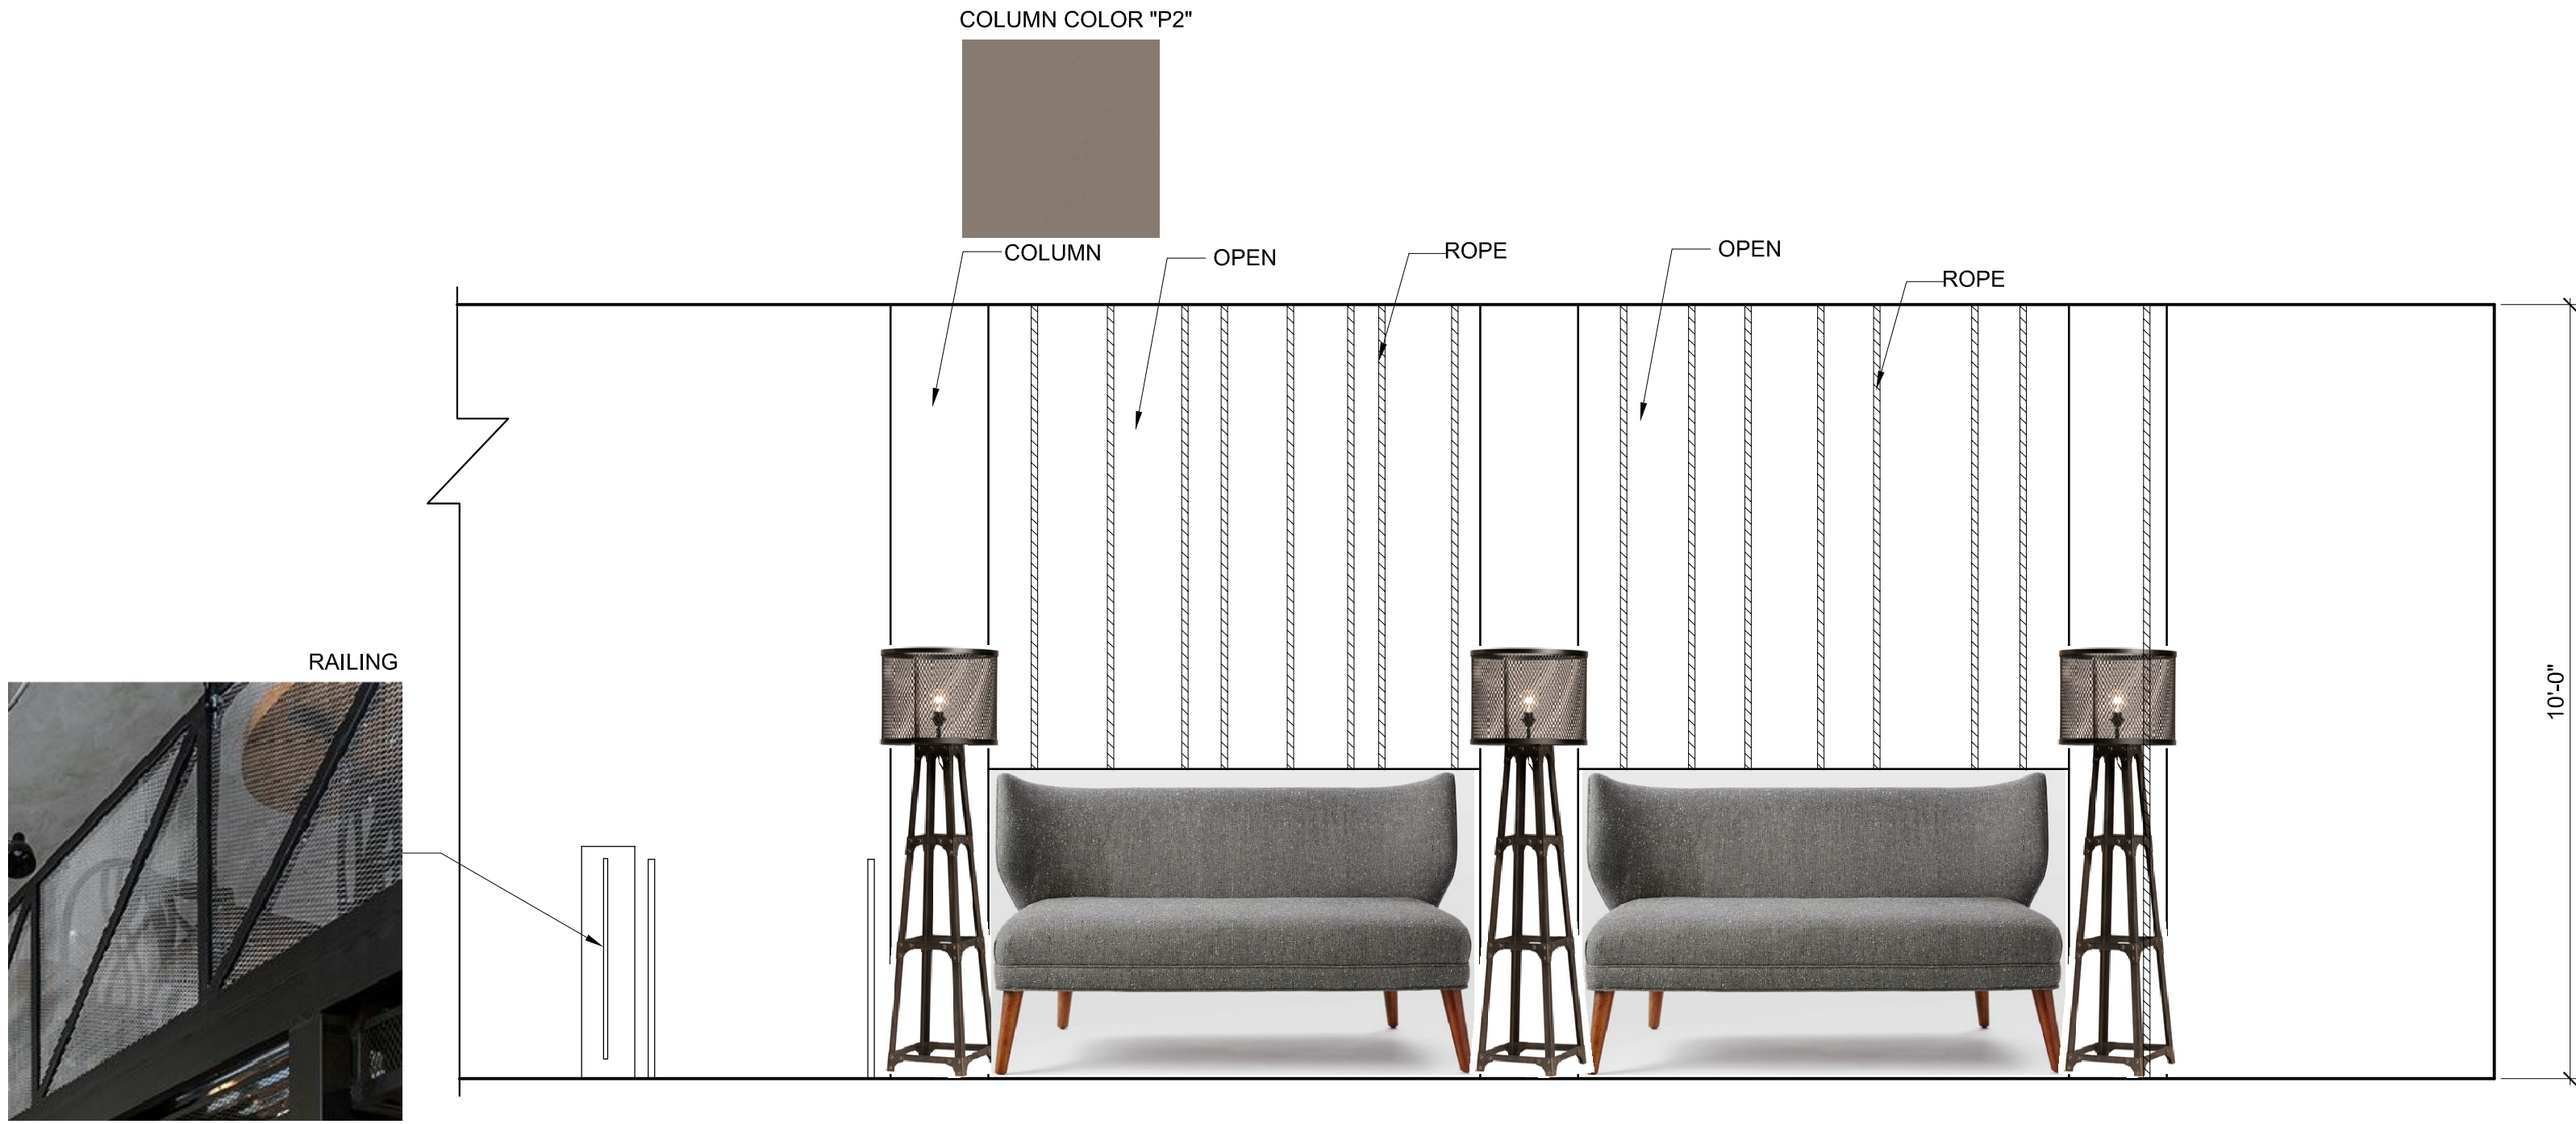 COLUMN COLOR "P2"
COLUMN
OPEN
ROPE
OPEN
ROPE
RAILING
10'-0"